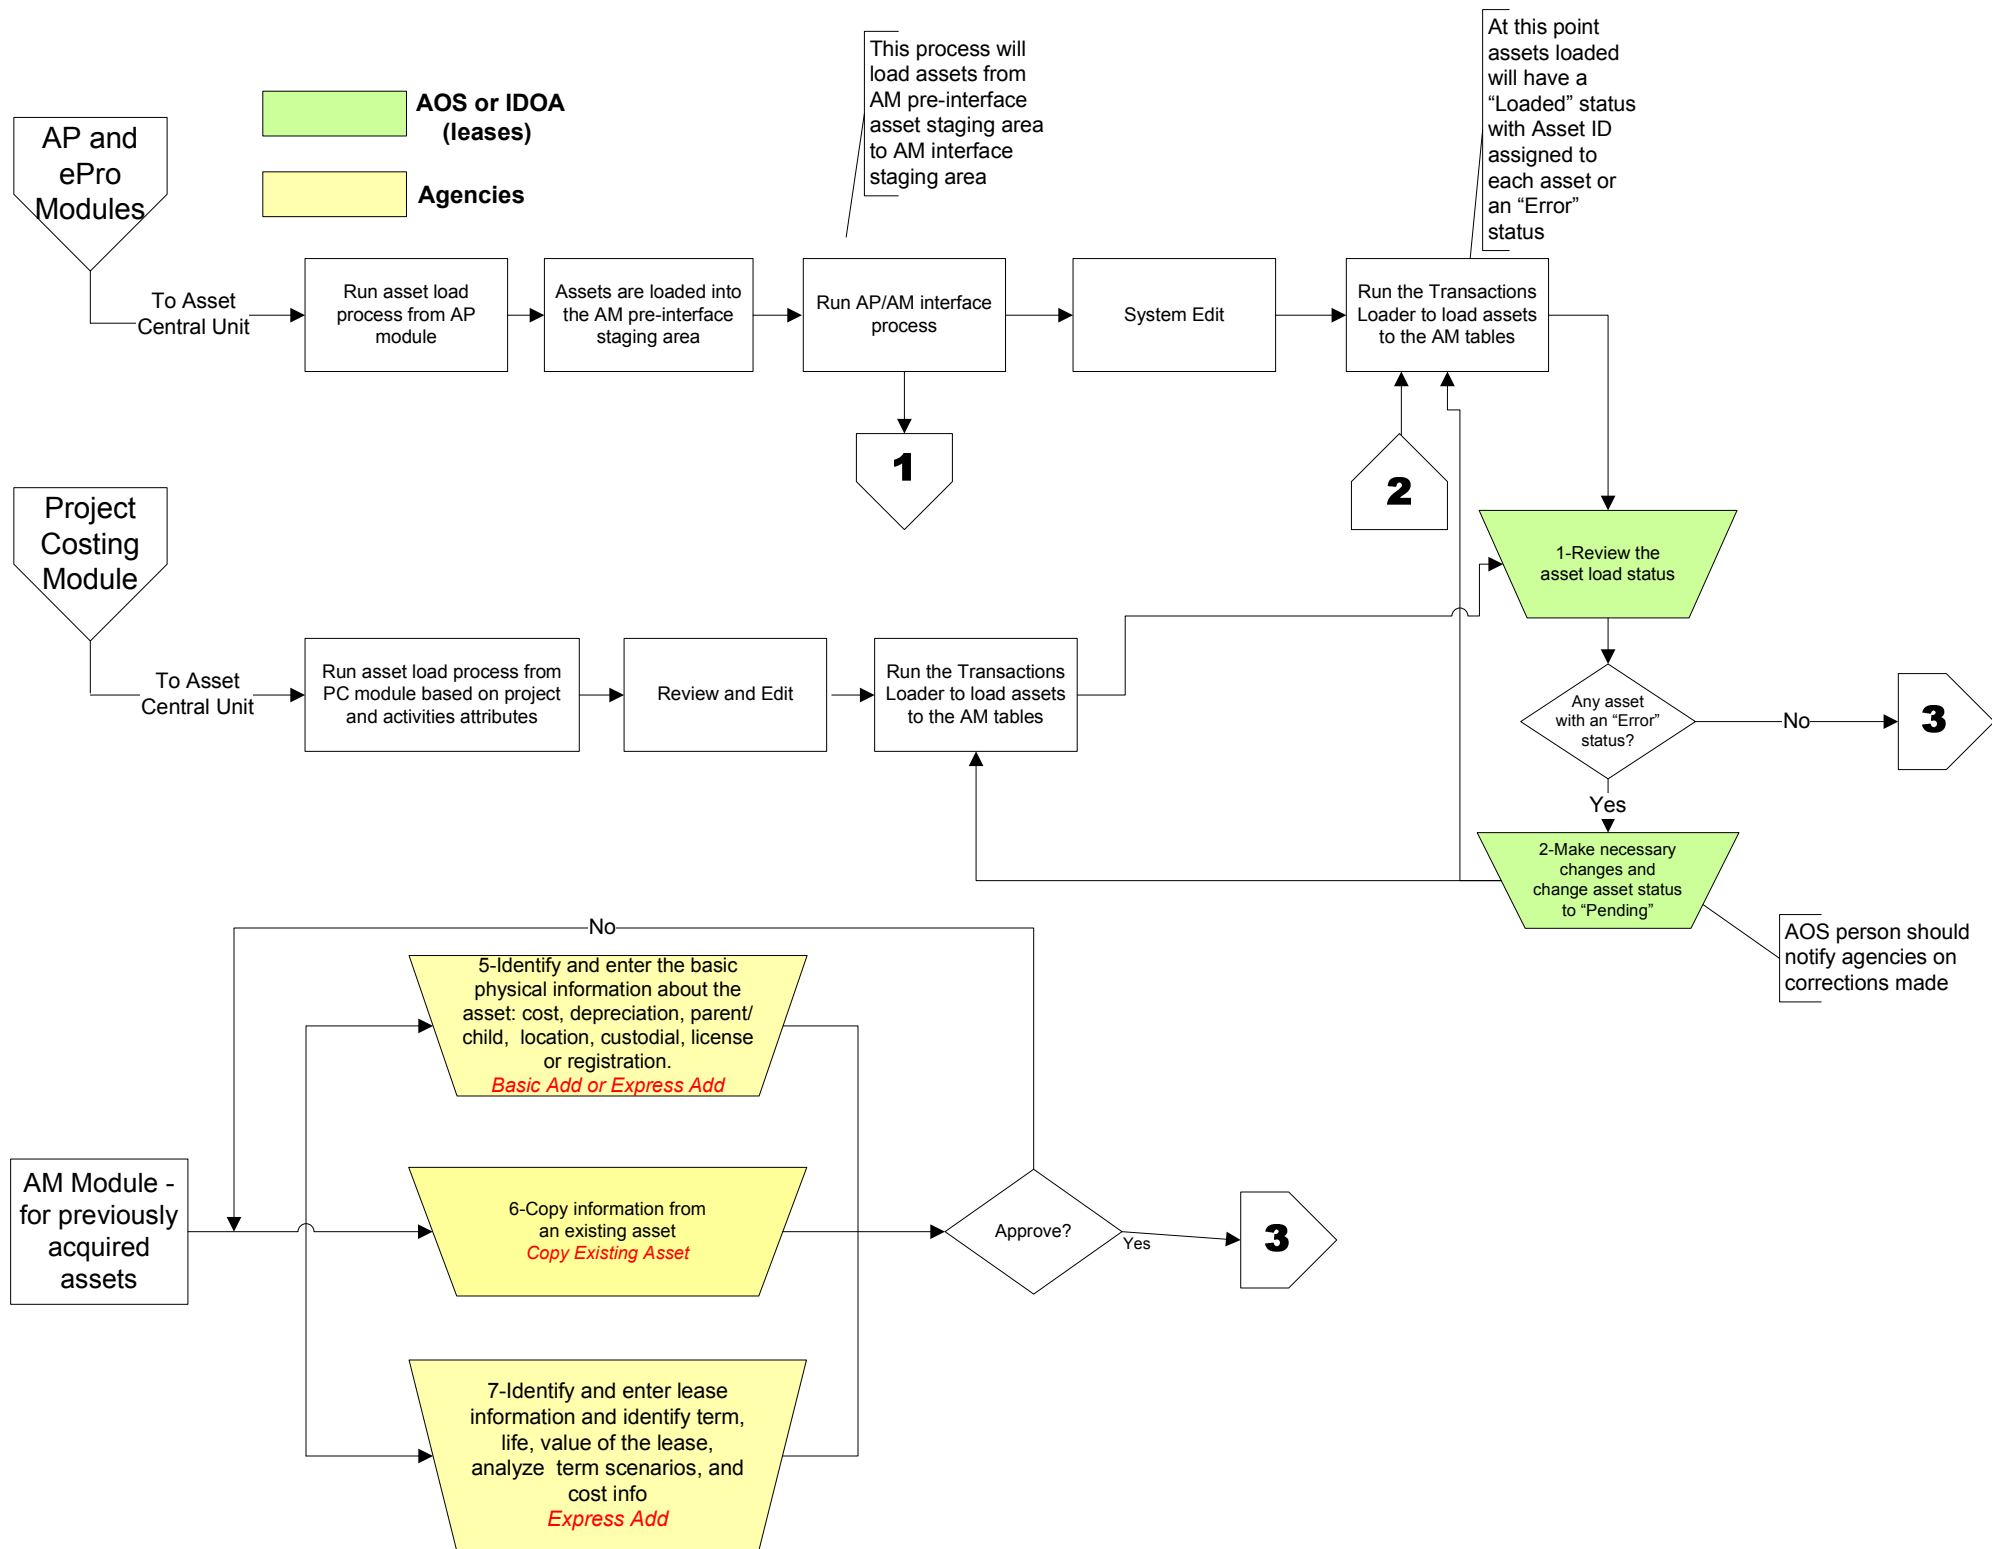 AP and
ePro
Modules
AOS or IDOA
(leases)
Agencies
This process will
load assets from
AM pre-interface
asset staging area
to AM interface
staging area
At this point
assets loaded
will have a
“Loaded” status
with Asset ID
assigned to
each asset or
an “Error”
status
To Asset
Central Unit
Run asset load
process from AP
module
Assets are loaded into
the AM pre-interface
staging area
Run AP/AM interface
process
System Edit
Run the Transactions
Loader to load assets
to the AM tables
1
2
Project
Costing
Module
To Asset
Central Unit
Run asset load process from
PC module based on project
and activities attributes
Review and Edit
Run the Transactions
Loader to load assets
to the AM tables
1-Review the
asset load status
Any asset
with an “Error”
status?
No
3
Yes
2-Make necessary
changes and
change asset status
to “Pending”
AOS person should
notify agencies on
corrections made
No
5-Identify and enter the basic
physical information about the
asset: cost, depreciation, parent/
child,  location, custodial, license
or registration.
Basic Add or Express Add
AM Module -
for previously
acquired
assets
6-Copy information from
an existing asset
Copy Existing Asset
Approve?
Yes
3
7-Identify and enter lease
information and identify term,
life, value of the lease,
analyze  term scenarios, and
cost info
Express Add